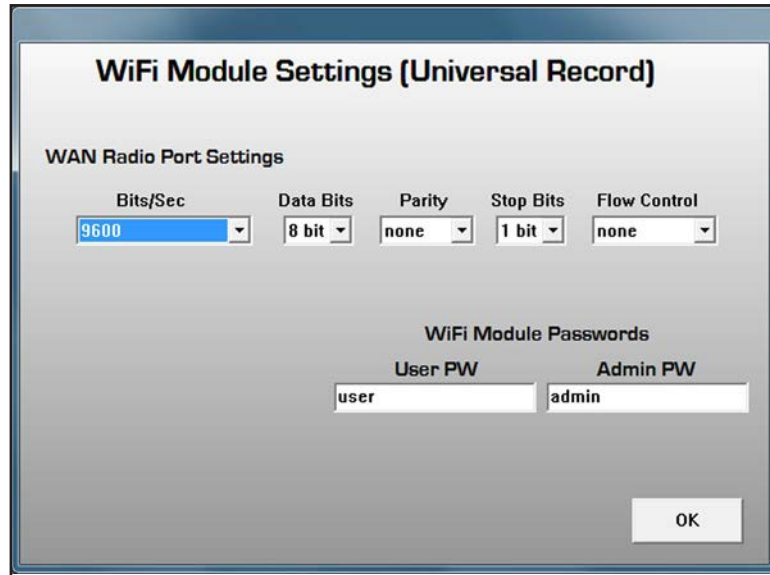 WiFi Module Settings (Universal Record)
WAN Radio Port Settings
Bits/Sec Data Bits Parity Stop Bits Flow Control
9600 8 bit none 1 bit none
WiFi Module Passwords
User PW Admin PW
user admin
OK